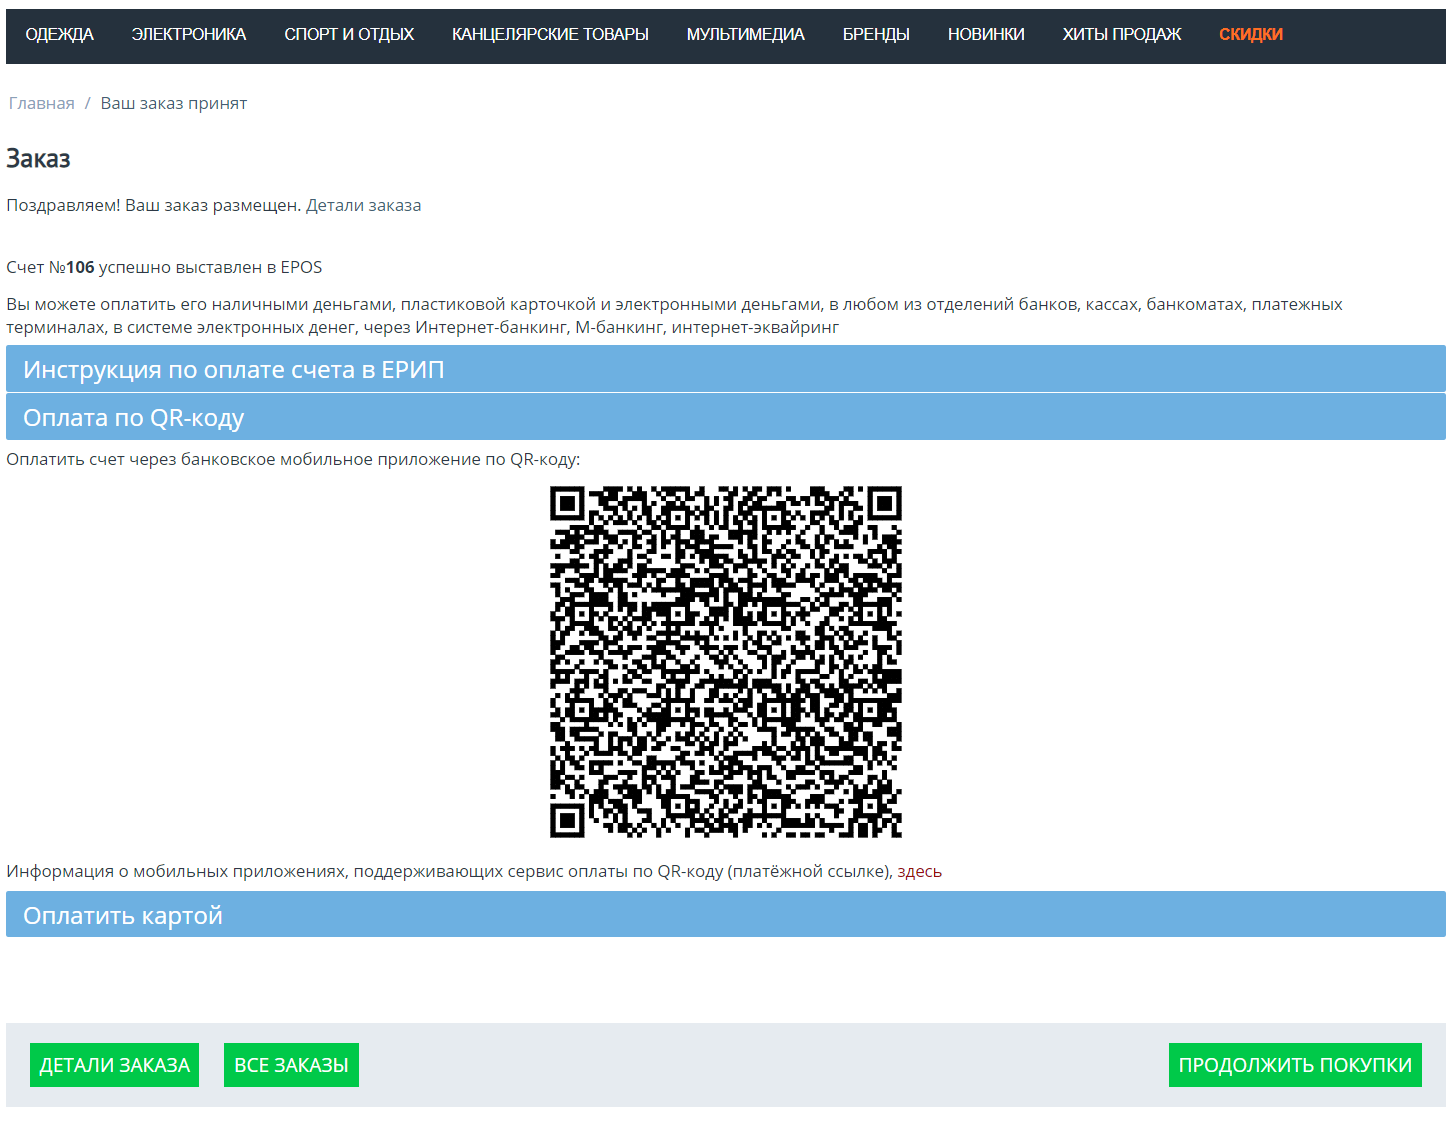 ОДЕЖДА ЭЛЕКТРОНИКА СПОРТ И ОТДЫХ КАНЦЕЛЯРСКИЕ ТОВАРЫ МУЛЬТИМЕДИА БРЕНДЫ НОВИНКИ ХИТЫ ПРОДАЖ СКИДКИ
Главная / Ваш заказ принят
Заказ
Поздравляем! Ваш заказ размещен. Детали заказа
Счет №106 успешно выставлен в EPOS
Вы можете оплатить его наличными деньгами, пластиковой карточкой и электронными деньгами, в любом из отделений банков, кассах, банкоматах, платежных
терминалах, в системе электронных денег, через Интернет-банкинг, М-банкинг, интернет-эквайринг
Инструкция по оплате счета в ЕРИП
Оплата по QR-коду
Оплатить счет через банковское мобильное приложение по QR-коду:
Информация о мобильных приложениях, поддерживающих сервис оплаты по QR-коду (платёжной ссылке), здесь
Оплатить картой
ДЕТАЛИ ЗАКАЗА ВСЕ ЗАКАЗЫ ПРОДОЛЖИТЬ ПОКУПКИ